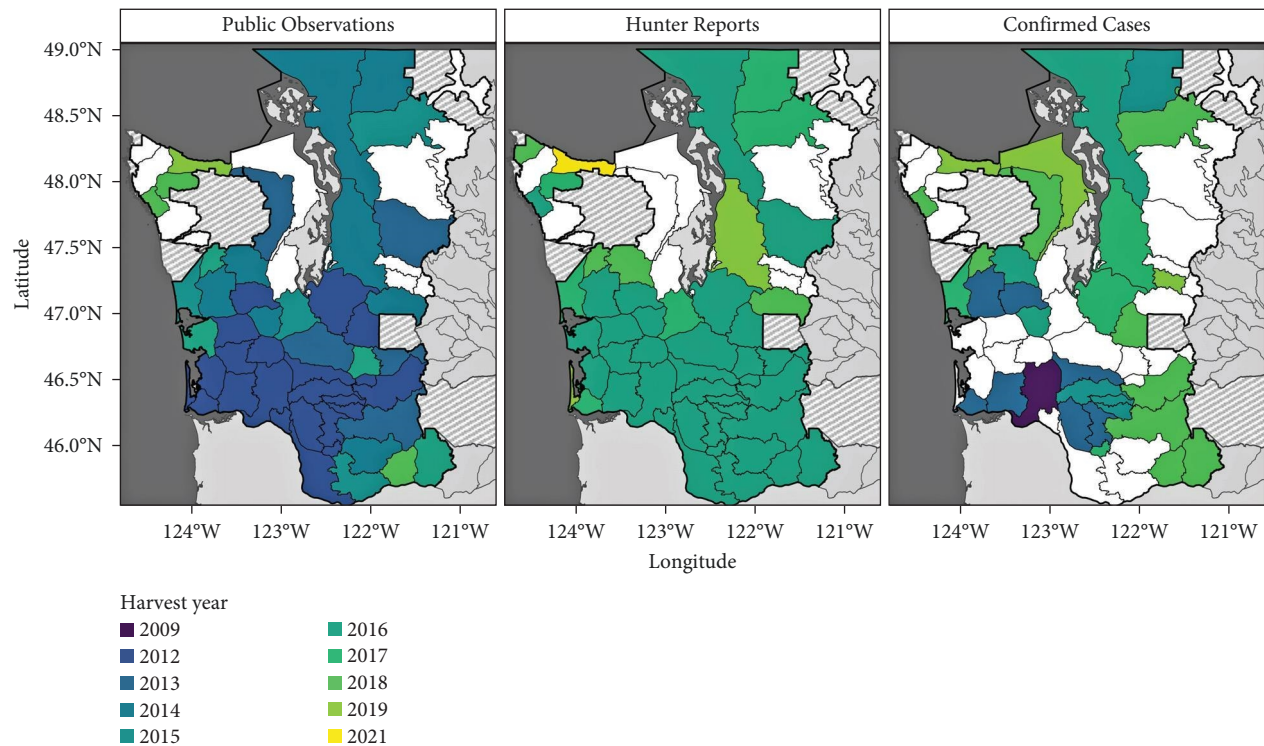 Public Observations
Hunter Reports
Confirmed Cases
49.0°N
48.5°N
48.0°N
47.5°N
47.0°N
46.5°N
46.0°N
Latitude
124°W 123°W 122°W 121°W
124°W 123°W 122°W 121°W
124°W 123°W 122°W 121°W
Longitude
Harvest year
2009
2012
2013
2014
2015
2016
2017
2018
2019
2021